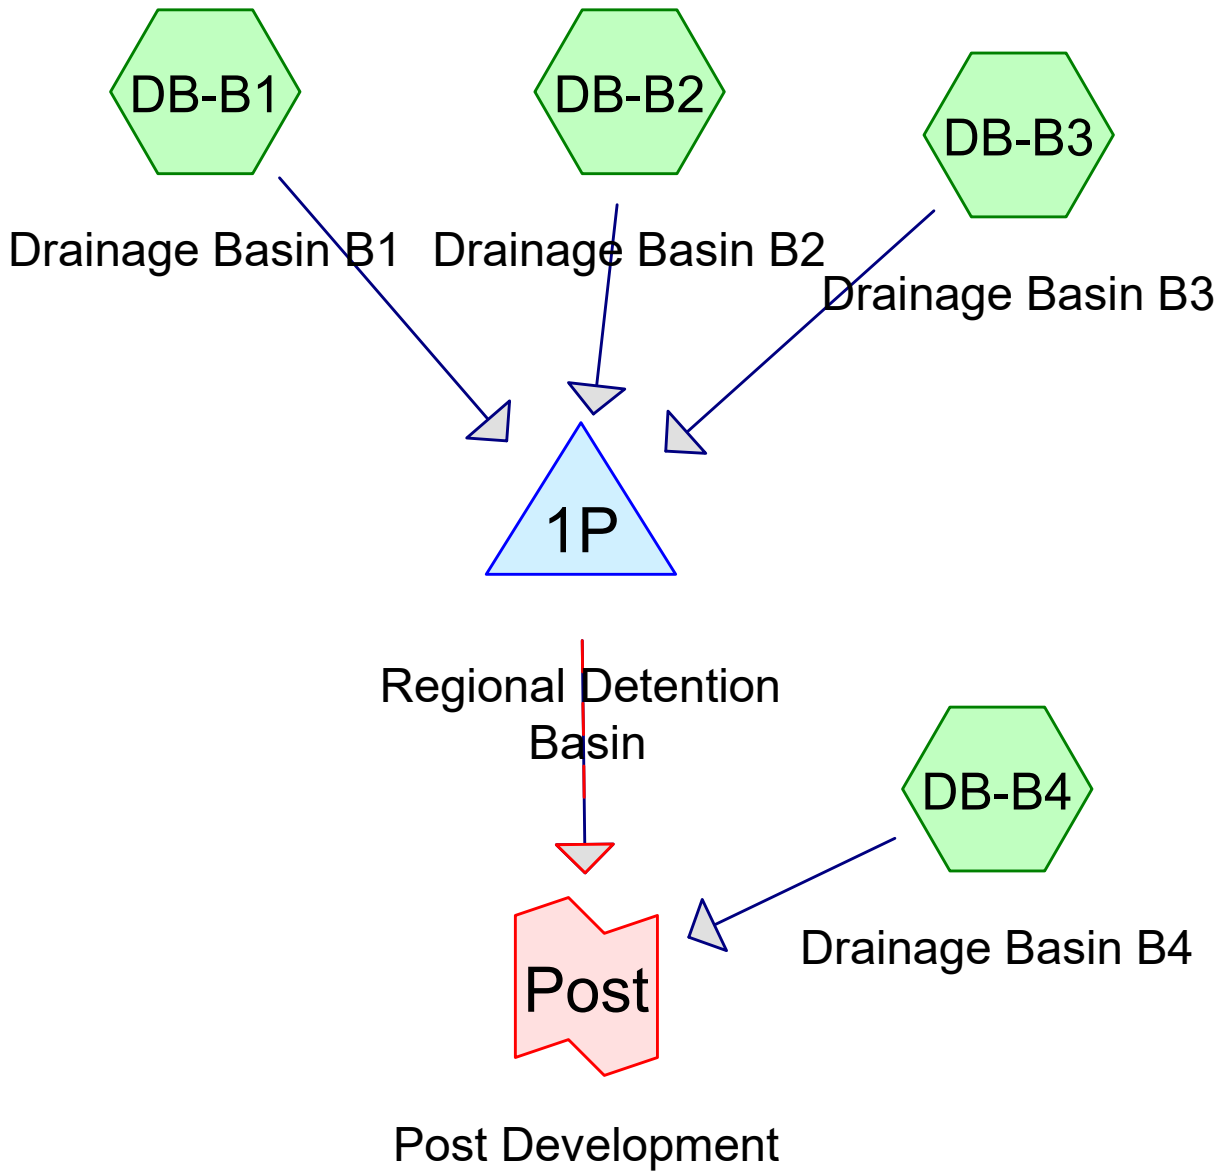 DB-B1
DB-B2
DB-B3
Drainage Basin B1
Drainage Basin B2
Drainage Basin B3
1P
Regional Detention
Basin
DB-B4
Drainage Basin B4
Post
Post Development